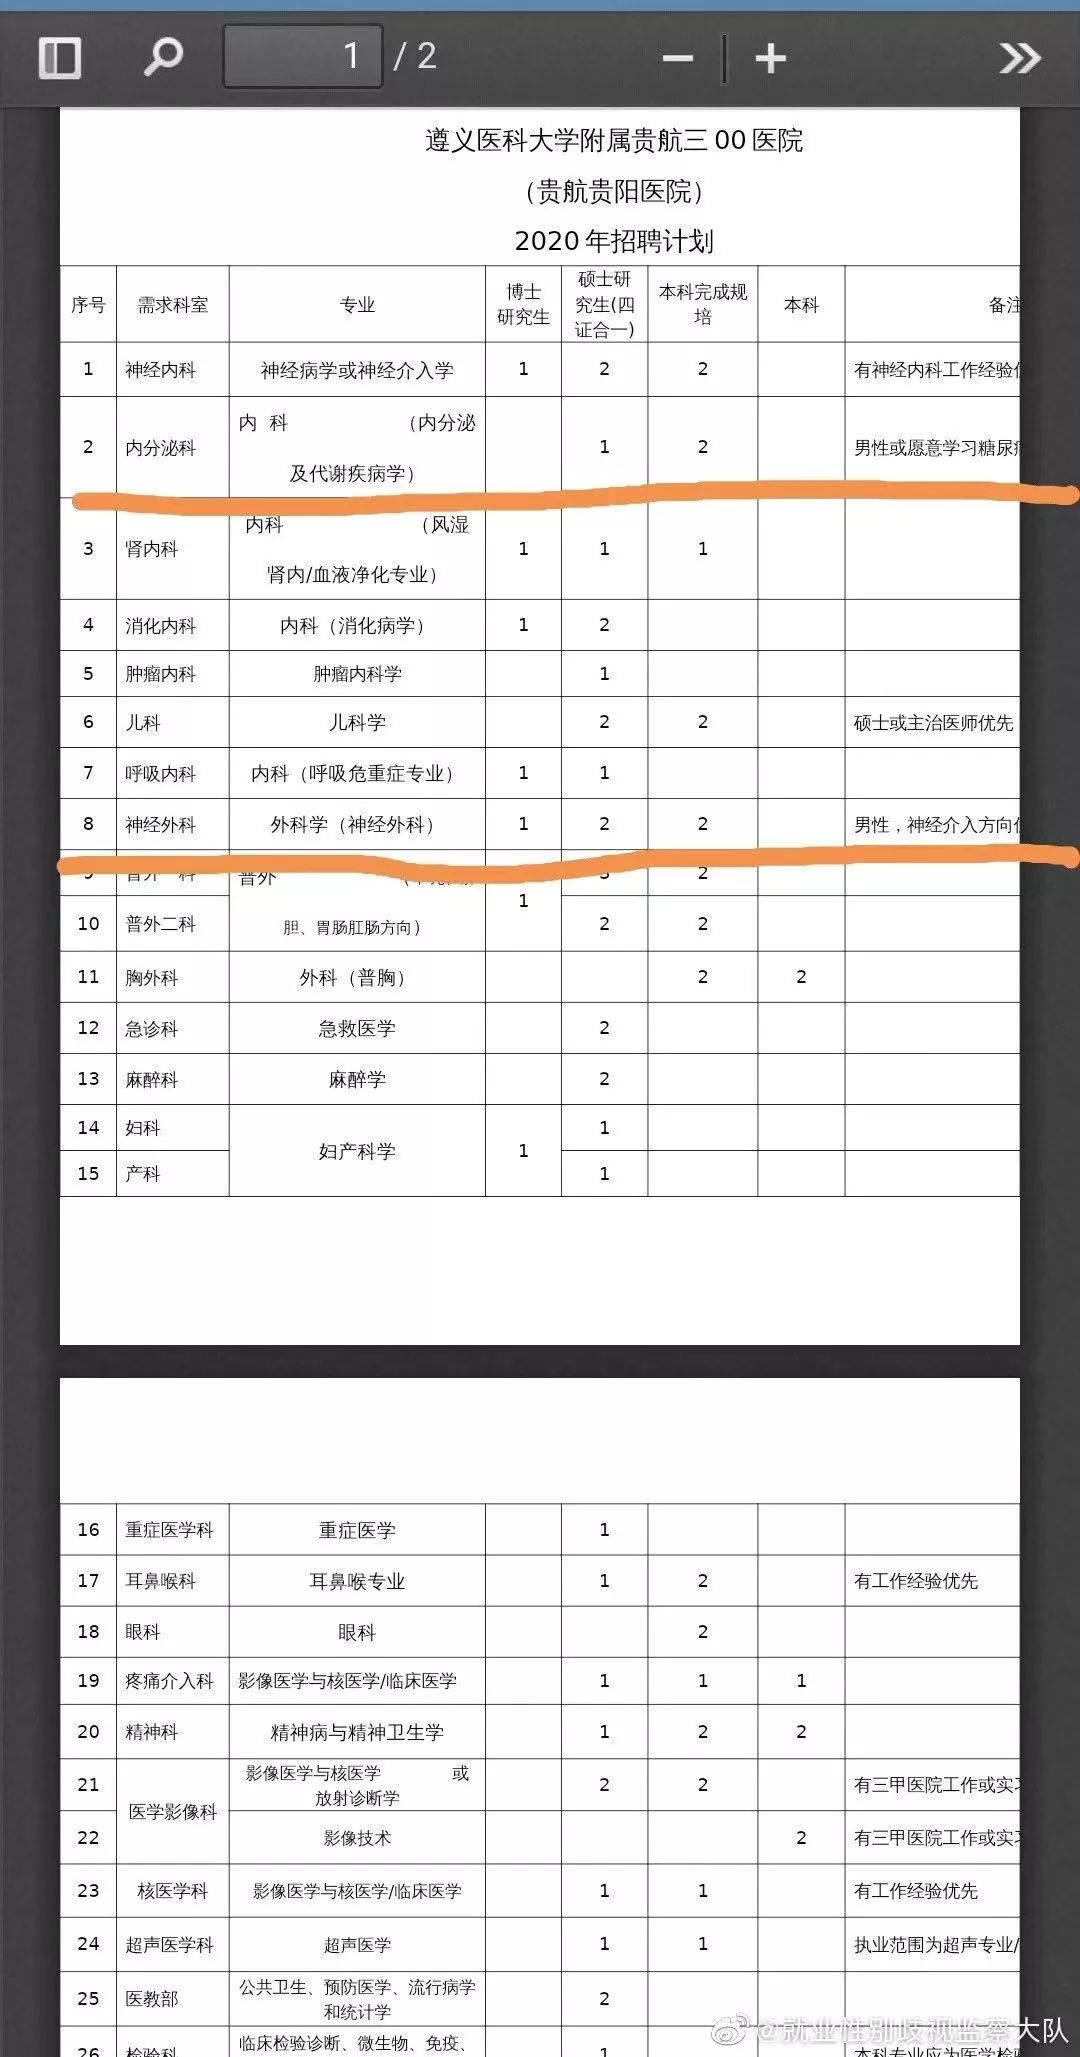 1 / 2
遵义医科大学附属贵航三00医院
（贵航贵阳医院）
2020年招聘计划
序号 需求科室 专业 博士研究生 硕士研究生(四证合一) 本科完成规培 本科 备注
1 神经内科 神经病学或神经介入学 1 2 2 有神经内科工作经验
2 内分泌科 内 科 （内分泌及代谢疾病学） 1 2 男性或愿意学习糖尿
3 肾内科 内科 （风湿肾内/血液净化专业） 1 1 1
4 消化内科 内科（消化病学） 1 2
5 肿瘤内科 肿瘤内科学 1
6 儿科 儿科学 2 2 硕士或主治医师优先
7 呼吸内科 内科（呼吸危重症专业） 1 1
8 神经外科 外科学（神经外科） 1 2 2 男性，神经介入方向
9 普外一科 普外 胆、胃肠肛肠方向） 1 3 2
10 普外二科 2 2
11 胸外科 外科（普胸） 2 2
12 急诊科 急救医学 2
13 麻醉科 麻醉学 2
14 妇科 妇产科学 1 1
15 产科 1
16 重症医学科 重症医学 1
17 耳鼻喉科 耳鼻喉专业 1 2 有工作经验优先
18 眼科 眼科 2
19 疼痛介入科 影像医学与核医学/临床医学 1 1 1
20 精神科 精神病与精神卫生学 1 2 2
21 医学影像科 影像医学与核医学 或放射诊断学 2 2 有三甲医院工作或实
22 影像技术 2 有三甲医院工作或实
23 核医学科 影像医学与核医学/临床医学 1 1 有工作经验优先
24 超声医学科 超声医学 1 1 执业范围为超声专业/
25 医教部 公共卫生、预防医学、流行病学和统计学 2
26 检验科 临床检验诊断、微生物、免疫、 1 本科专业应为医学检
@就业性别歧视监察大队